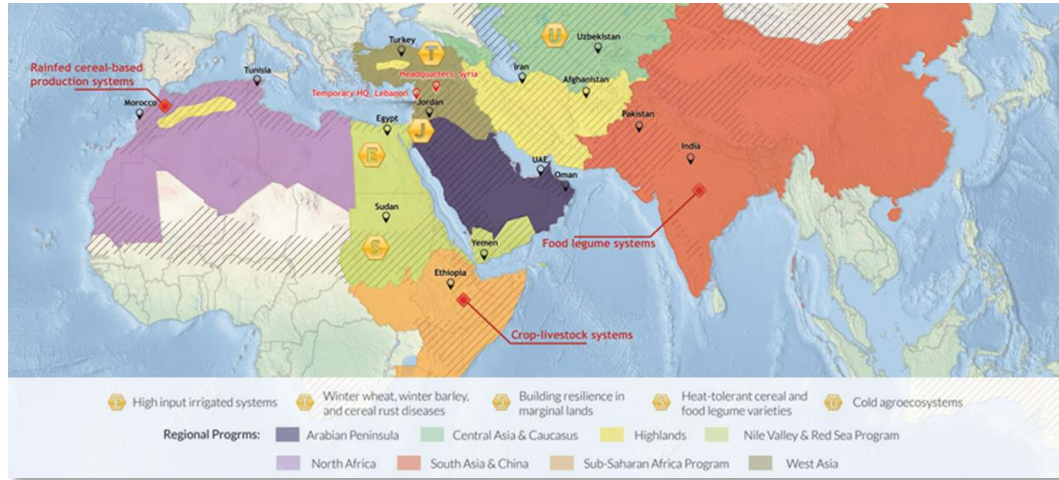 Turkey
Uzbekistan
Rainfed cereal-based
production systems
Tunisia
Iran
Headquarters, Syria
Afghanistan
Temporary HQ, Lebanon
Morocco
Jordan
Egypt
Pakistan
India
UAE
Oman
Sudan
Yemen
Food legume systems
Ethiopia
Crop-livestock systems
T
U
J
E
S
E High input irrigated systems
T Winter wheat, winter barley,
and cereal rust diseases
J Building resilience in
marginal lands
S Heat-tolerant cereal and
food legume varieties
U Cold agroecosystems
Regional Progrms:
Arabian Peninsula
Central Asia & Caucasus
Highlands
Nile Valley & Red Sea Program
North Africa
South Asia & China
Sub-Saharan Africa Program
West Asia